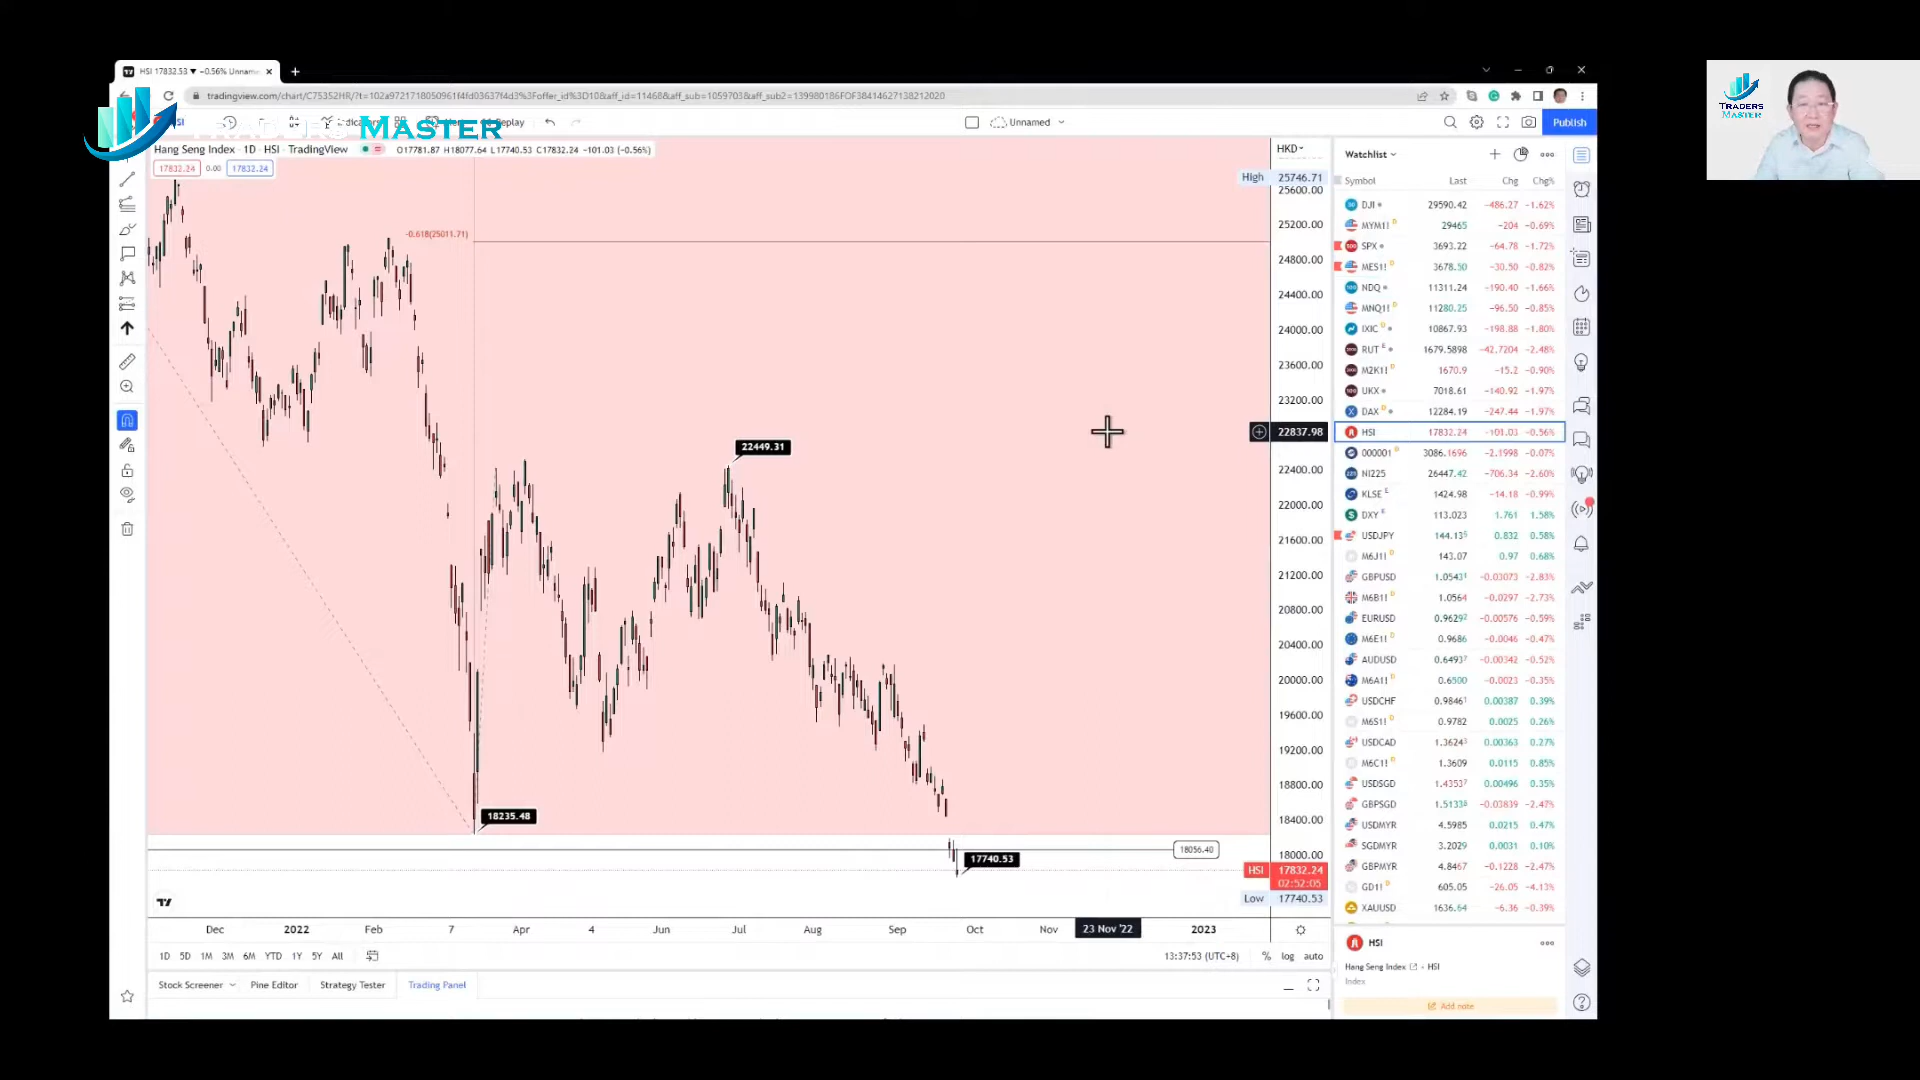 HSI 17832.53 ▼ −0.56% Unnam
tradingview.com/chart/C75352HR/?t=102a9721718050961f4fd03637f4d3%3Foffer_id%3D10&aff_id=11468&aff_sub=1059703&aff_sub2=139980186FOF38414627138212020
TRADERS MASTER
Replay
Unnamed
Publish
TRADERS
MASTER
Hang Seng Index · 1D · HSI · TradingView
O17781.87 H18077.64 L17740.53 C17832.24 −101.03 (−0.56%)
17832.24 0.00 17832.24
HKD
High 25746.71
25600.00
25200.00
24800.00
24400.00
24000.00
23600.00
23200.00
22837.98
22400.00
22000.00
21600.00
21200.00
20800.00
20400.00
20000.00
19600.00
19200.00
18800.00
18400.00
18000.00
HSI 17832.24
02:52:05
Low 17740.53
-0.618(25011.71)
22449.31
18235.48
18056.40
17740.53
Dec 2022 Feb 7 Apr 4 Jun Jul Aug Sep Oct Nov 23 Nov '22 2023
1D 5D 1M 3M 6M YTD 1Y 5Y All
13:37:53 (UTC+8) % log auto
Stock Screener Pine Editor Strategy Tester Trading Panel
Watchlist
Symbol Last Chg Chg%
DJI 29590.42 −486.27 −1.62%
MYM1! D 29465 −204 −0.69%
SPX 3693.22 −64.78 −1.72%
MES1! D 3678.50 −30.50 −0.82%
NDQ 11311.24 −190.40 −1.66%
MNQ1! D 11280.25 −96.50 −0.85%
IXIC D 10867.93 −198.88 −1.80%
RUT E 1679.5898 −42.7204 −2.48%
M2K1! D 1670.9 −15.2 −0.90%
UKX 7018.61 −140.92 −1.97%
DAX D 12284.19 −247.44 −1.97%
HSI 17832.24 −101.03 −0.56%
000001 D 3086.1696 −2.1998 −0.07%
NI225 26447.42 −706.34 −2.60%
KLSE E 1424.98 −14.18 −0.99%
DXY E 113.023 1.761 1.58%
USDJPY 144.135 0.832 0.58%
M6J1! D 143.07 0.97 0.68%
GBPUSD 1.05431 −0.03073 −2.83%
M6B1! D 1.0564 −0.0297 −2.73%
EURUSD 0.96292 −0.00576 −0.59%
M6E1! D 0.9686 −0.0046 −0.47%
AUDUSD 0.64937 −0.00342 −0.52%
M6A1! D 0.6500 −0.0023 −0.35%
USDCHF 0.98461 0.00387 0.39%
M6S1! D 0.9782 0.0025 0.26%
USDCAD 1.36243 0.00363 0.27%
M6C1! D 1.3609 0.0115 0.85%
USDSGD 1.43537 0.00496 0.35%
GBPSGD 1.5133 −0.03839 −2.47%
USDMYR 4.5985 0.0215 0.47%
SGDMYR 3.2029 0.0031 0.10%
GBPMYR 4.8467 −0.1228 −2.47%
GD1! D 605.05 −26.05 −4.13%
XAUUSD 1636.64 −6.36 −0.39%
HSI
Hang Seng Index • HSI
Index
Add note